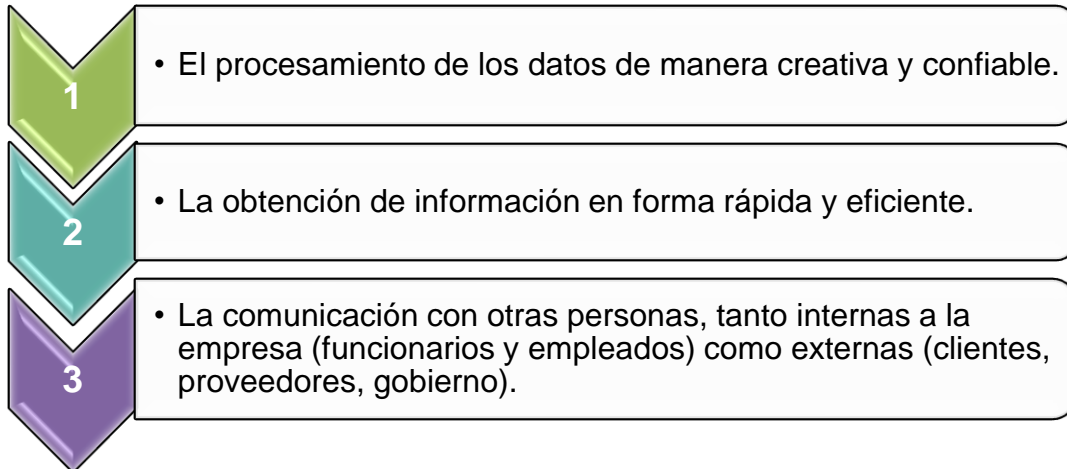 1
• El procesamiento de los datos de manera creativa y confiable.
2
• La obtención de información en forma rápida y eficiente.
3
• La comunicación con otras personas, tanto internas a la
empresa (funcionarios y empleados) como externas (clientes,
proveedores, gobierno).